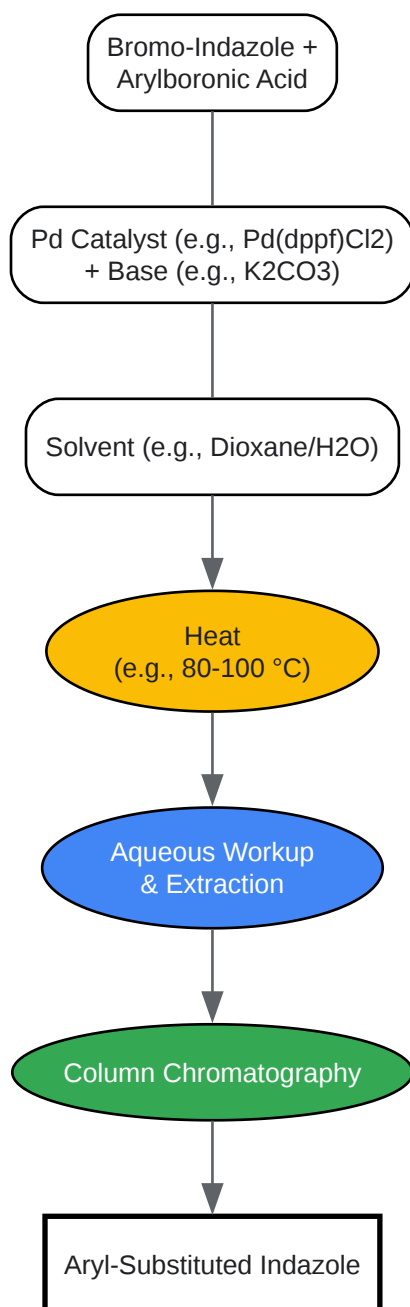 Bromo-Indazole +
Arylboronic Acid
Pd Catalyst (e.g., Pd(dppf)Cl2)
+ Base (e.g., K2CO3)
Solvent (e.g., Dioxane/H2O)
Heat
(e.g., 80-100 °C)
Aqueous Workup
& Extraction
Column Chromatography
Aryl-Substituted Indazole